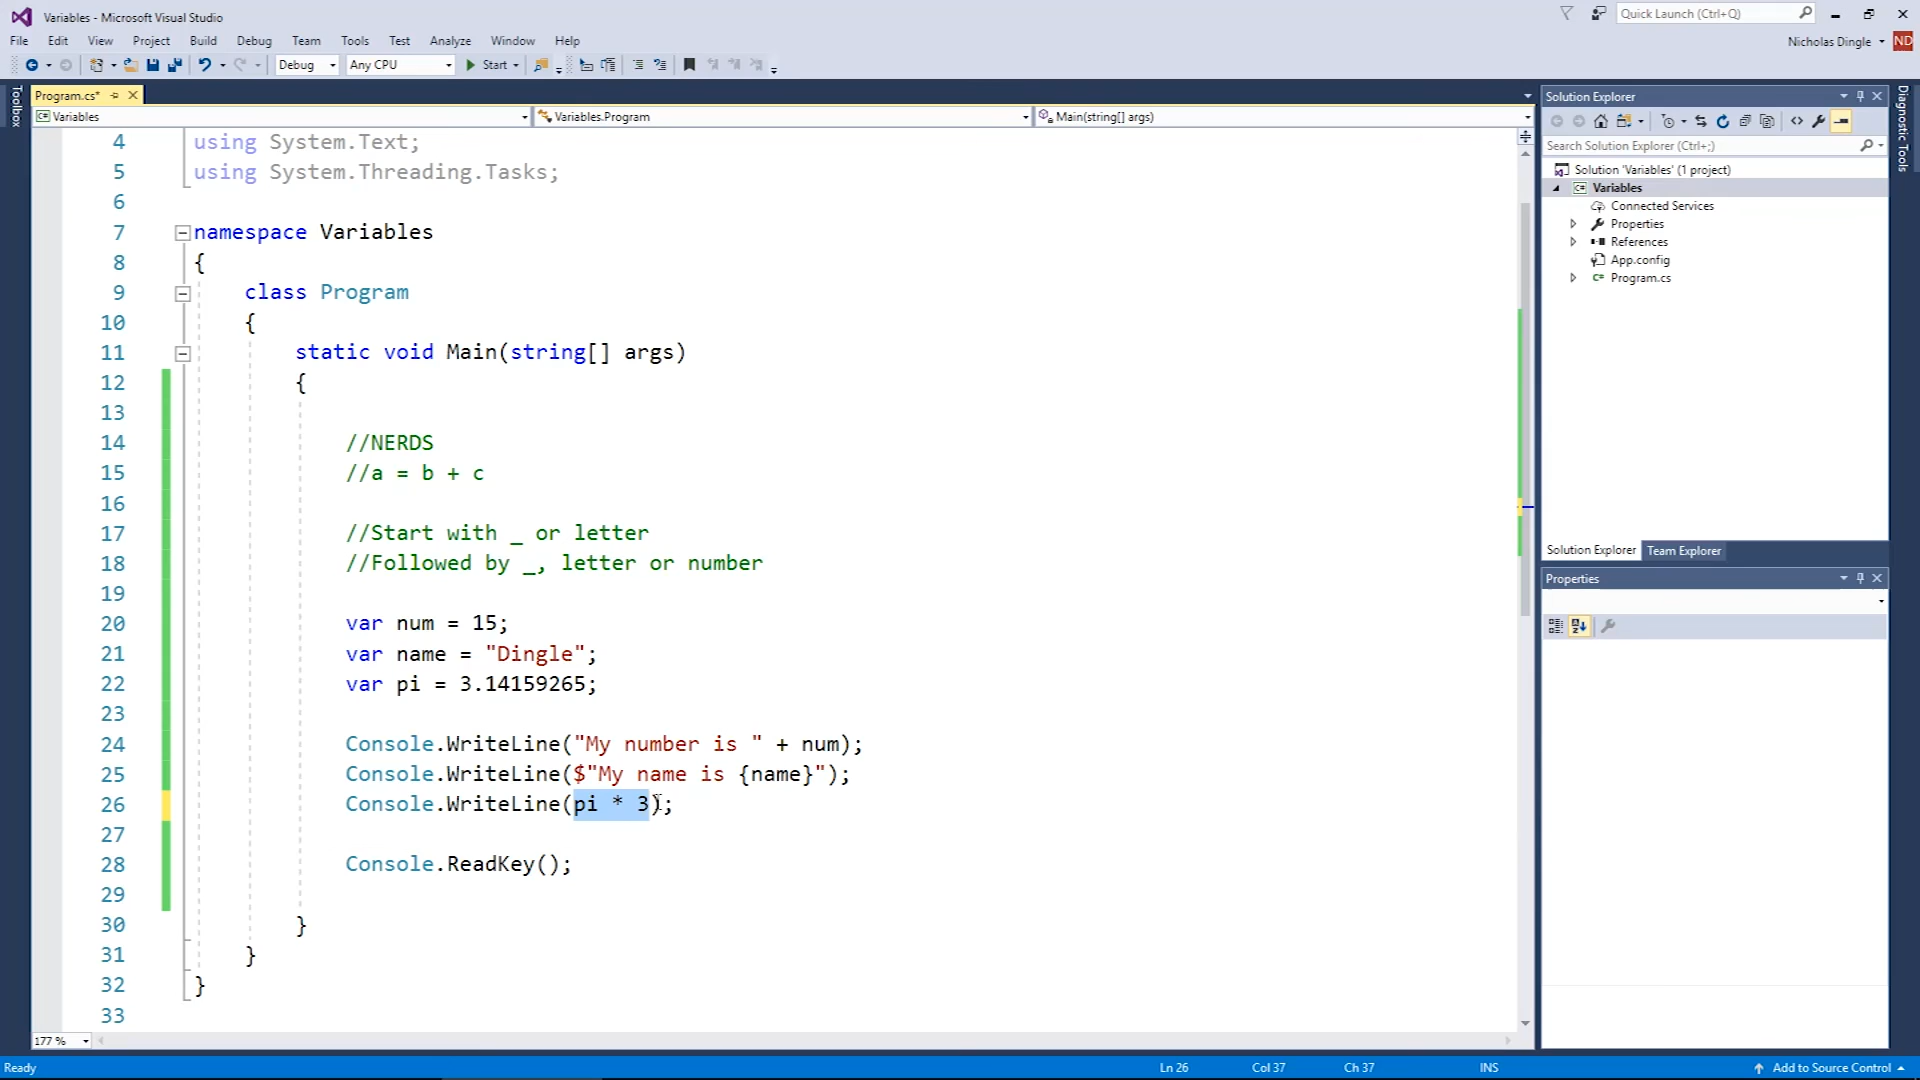 Variables - Microsoft Visual Studio
Quick Launch (Ctrl+Q)
File Edit View Project Build Debug Team Tools Test Analyze Window Help
Nicholas Dingle ND
Debug Any CPU Start
Toolbox
Program.cs*
Variables Variables.Program Main(string[] args)
4 using System.Text;
5 using System.Threading.Tasks;
6
7 namespace Variables
8 {
9 class Program
10 {
11 static void Main(string[] args)
12 {
13
14 //NERDS
15 //a = b + c
16
17 //Start with _ or letter
18 //Followed by _, letter or number
19
20 var num = 15;
21 var name = "Dingle";
22 var pi = 3.14159265;
23
24 Console.WriteLine("My number is " + num);
25 Console.WriteLine($"My name is {name}");
26 Console.WriteLine(pi * 3);
27
28 Console.ReadKey();
29
30 }
31 }
32 }
33
177 %
Solution Explorer
Search Solution Explorer (Ctrl+;)
Solution 'Variables' (1 project)
C# Variables
Connected Services
Properties
References
App.config
C# Program.cs
Solution Explorer Team Explorer
Properties
Diagnostic Tools
Ready Ln 26 Col 37 Ch 37 INS Add to Source Control